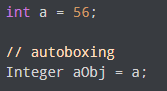 int a = 56;
// autoboxing
Integer aObj = a;